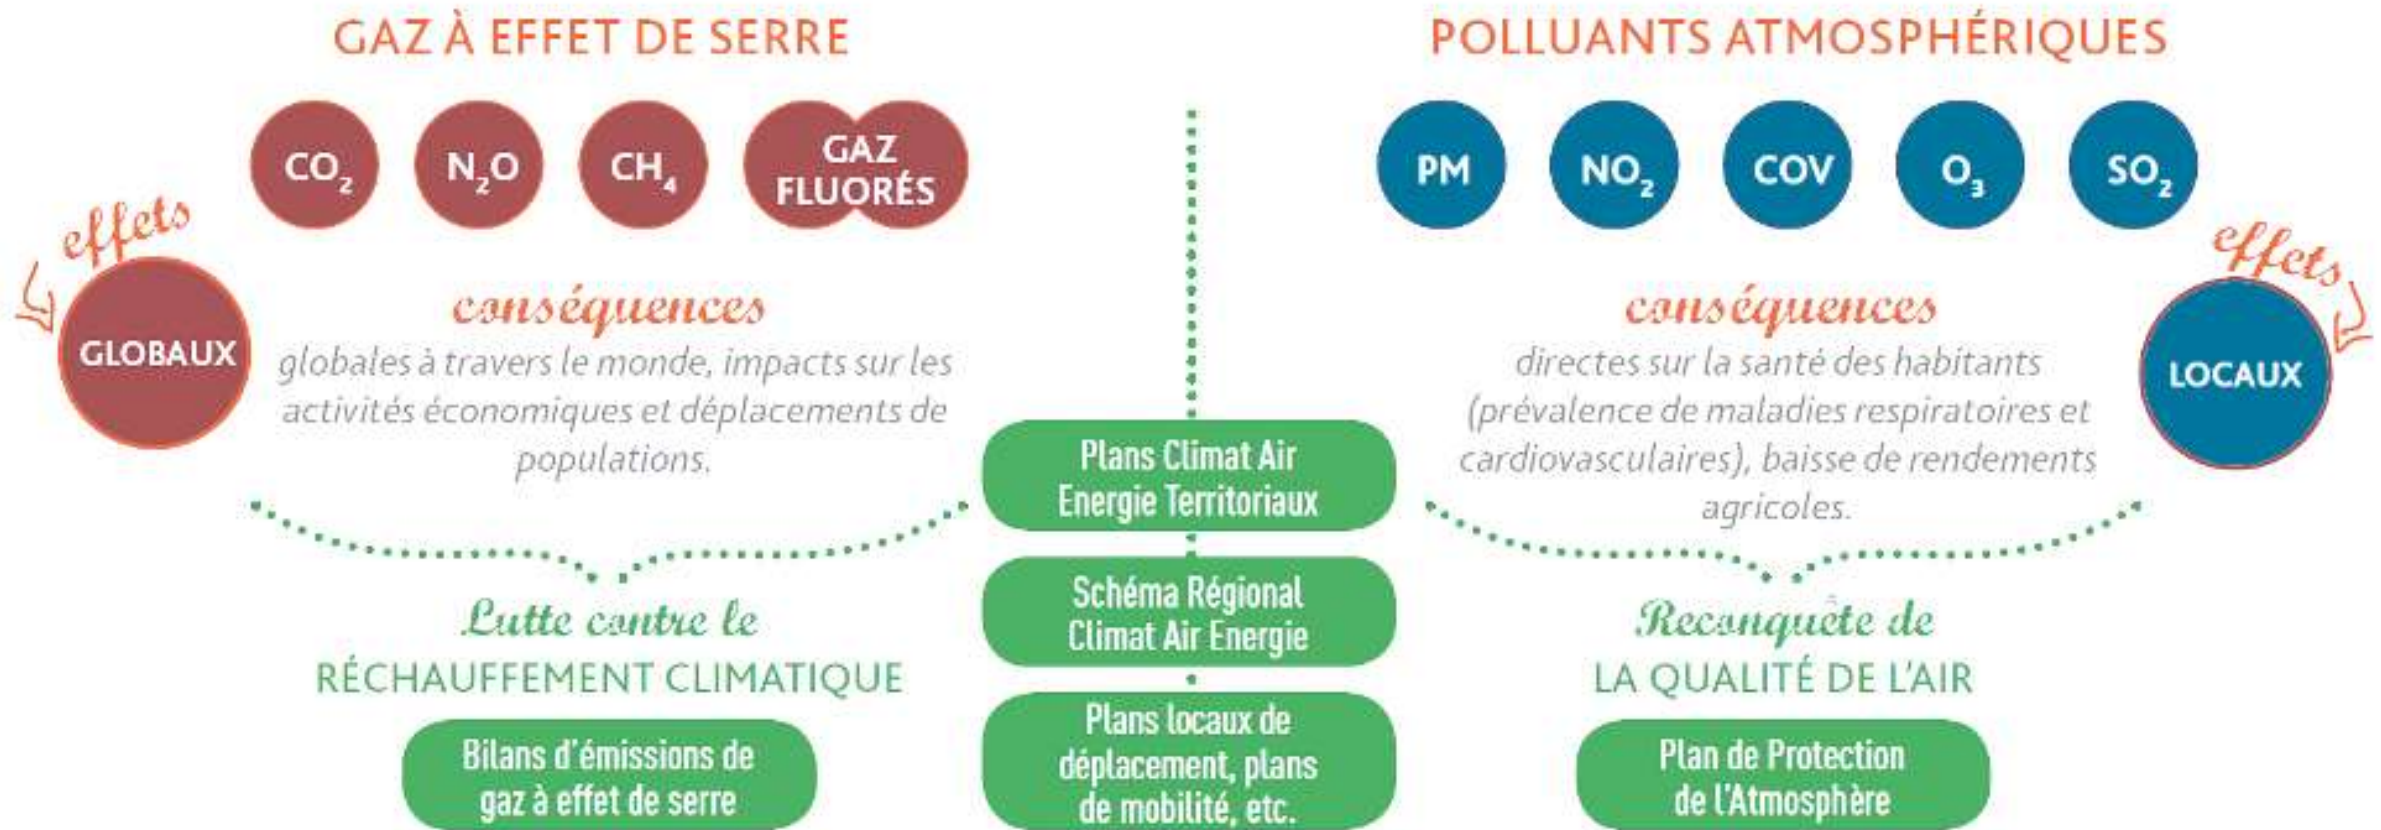 GAZ À EFFET DE SERRE
CO₂
N₂O
CH₄
GAZ
FLUORÉS
effets
GLOBAUX
conséquences
globales à travers le monde, impacts sur les
activités économiques et déplacements de
populations.
Lutte contre le
RÉCHAUFFEMENT CLIMATIQUE
Bilans d'émissions de
gaz à effet de serre
Plans Climat Air
Energie Territoriaux
Schéma Régional
Climat Air Energie
Plans locaux de
déplacement, plans
de mobilité, etc.
POLLUANTS ATMOSPHÉRIQUES
PM
NO₂
COV
O₃
SO₂
effets
LOCAUX
conséquences
directes sur la santé des habitants
(prévalence de maladies respiratoires et
cardiovasculaires), baisse de rendements
agricoles.
Reconquête de
LA QUALITÉ DE L'AIR
Plan de Protection
de l'Atmosphère